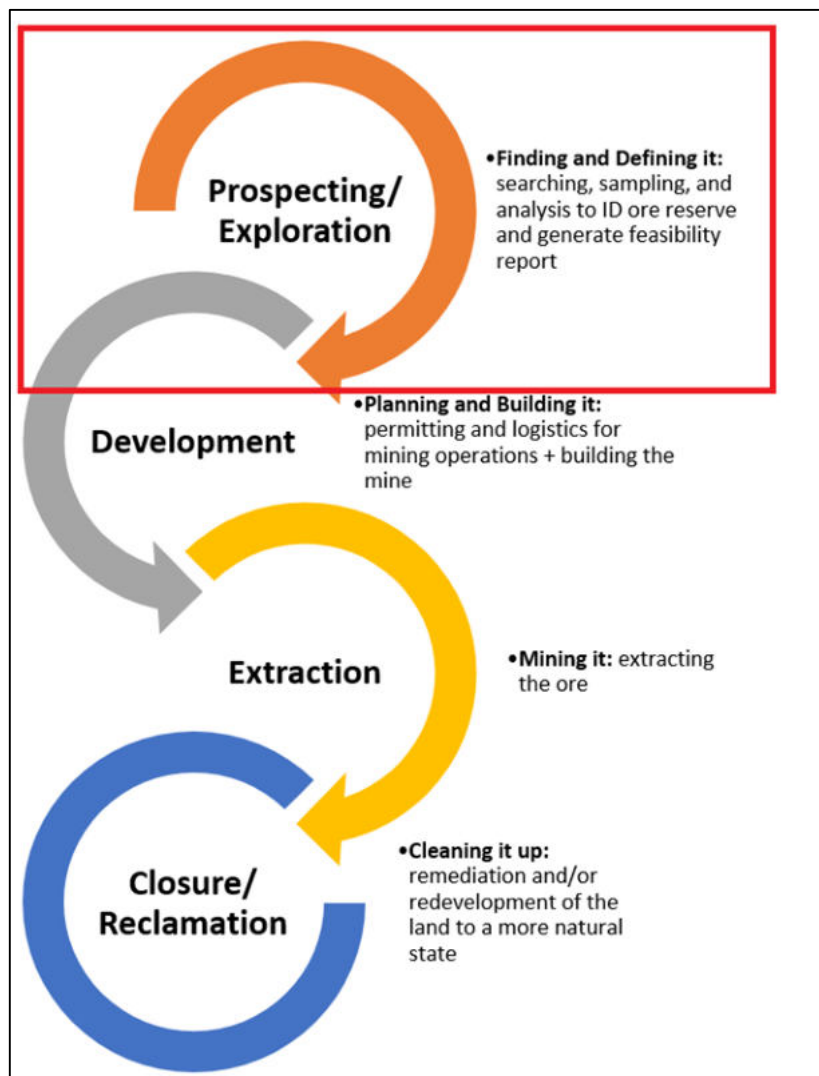 Prospecting/
Exploration
•Finding and Defining it:
searching, sampling, and
analysis to ID ore reserve
and generate feasibility
report
Development
•Planning and Building it:
permitting and logistics for
mining operations + building the
mine
Extraction
•Mining it: extracting
the ore
Closure/
Reclamation
•Cleaning it up:
remediation and/or
redevelopment of the
land to a more natural
state